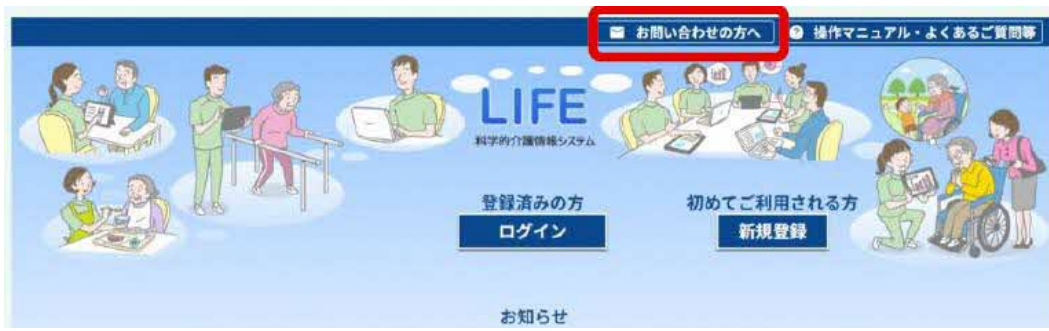 お問い合わせの方へ
操作マニュアル・よくあるご質問等
LIFE
科学的介護情報システム
登録済みの方
初めてご利用される方
ログイン
新規登録
お知らせ